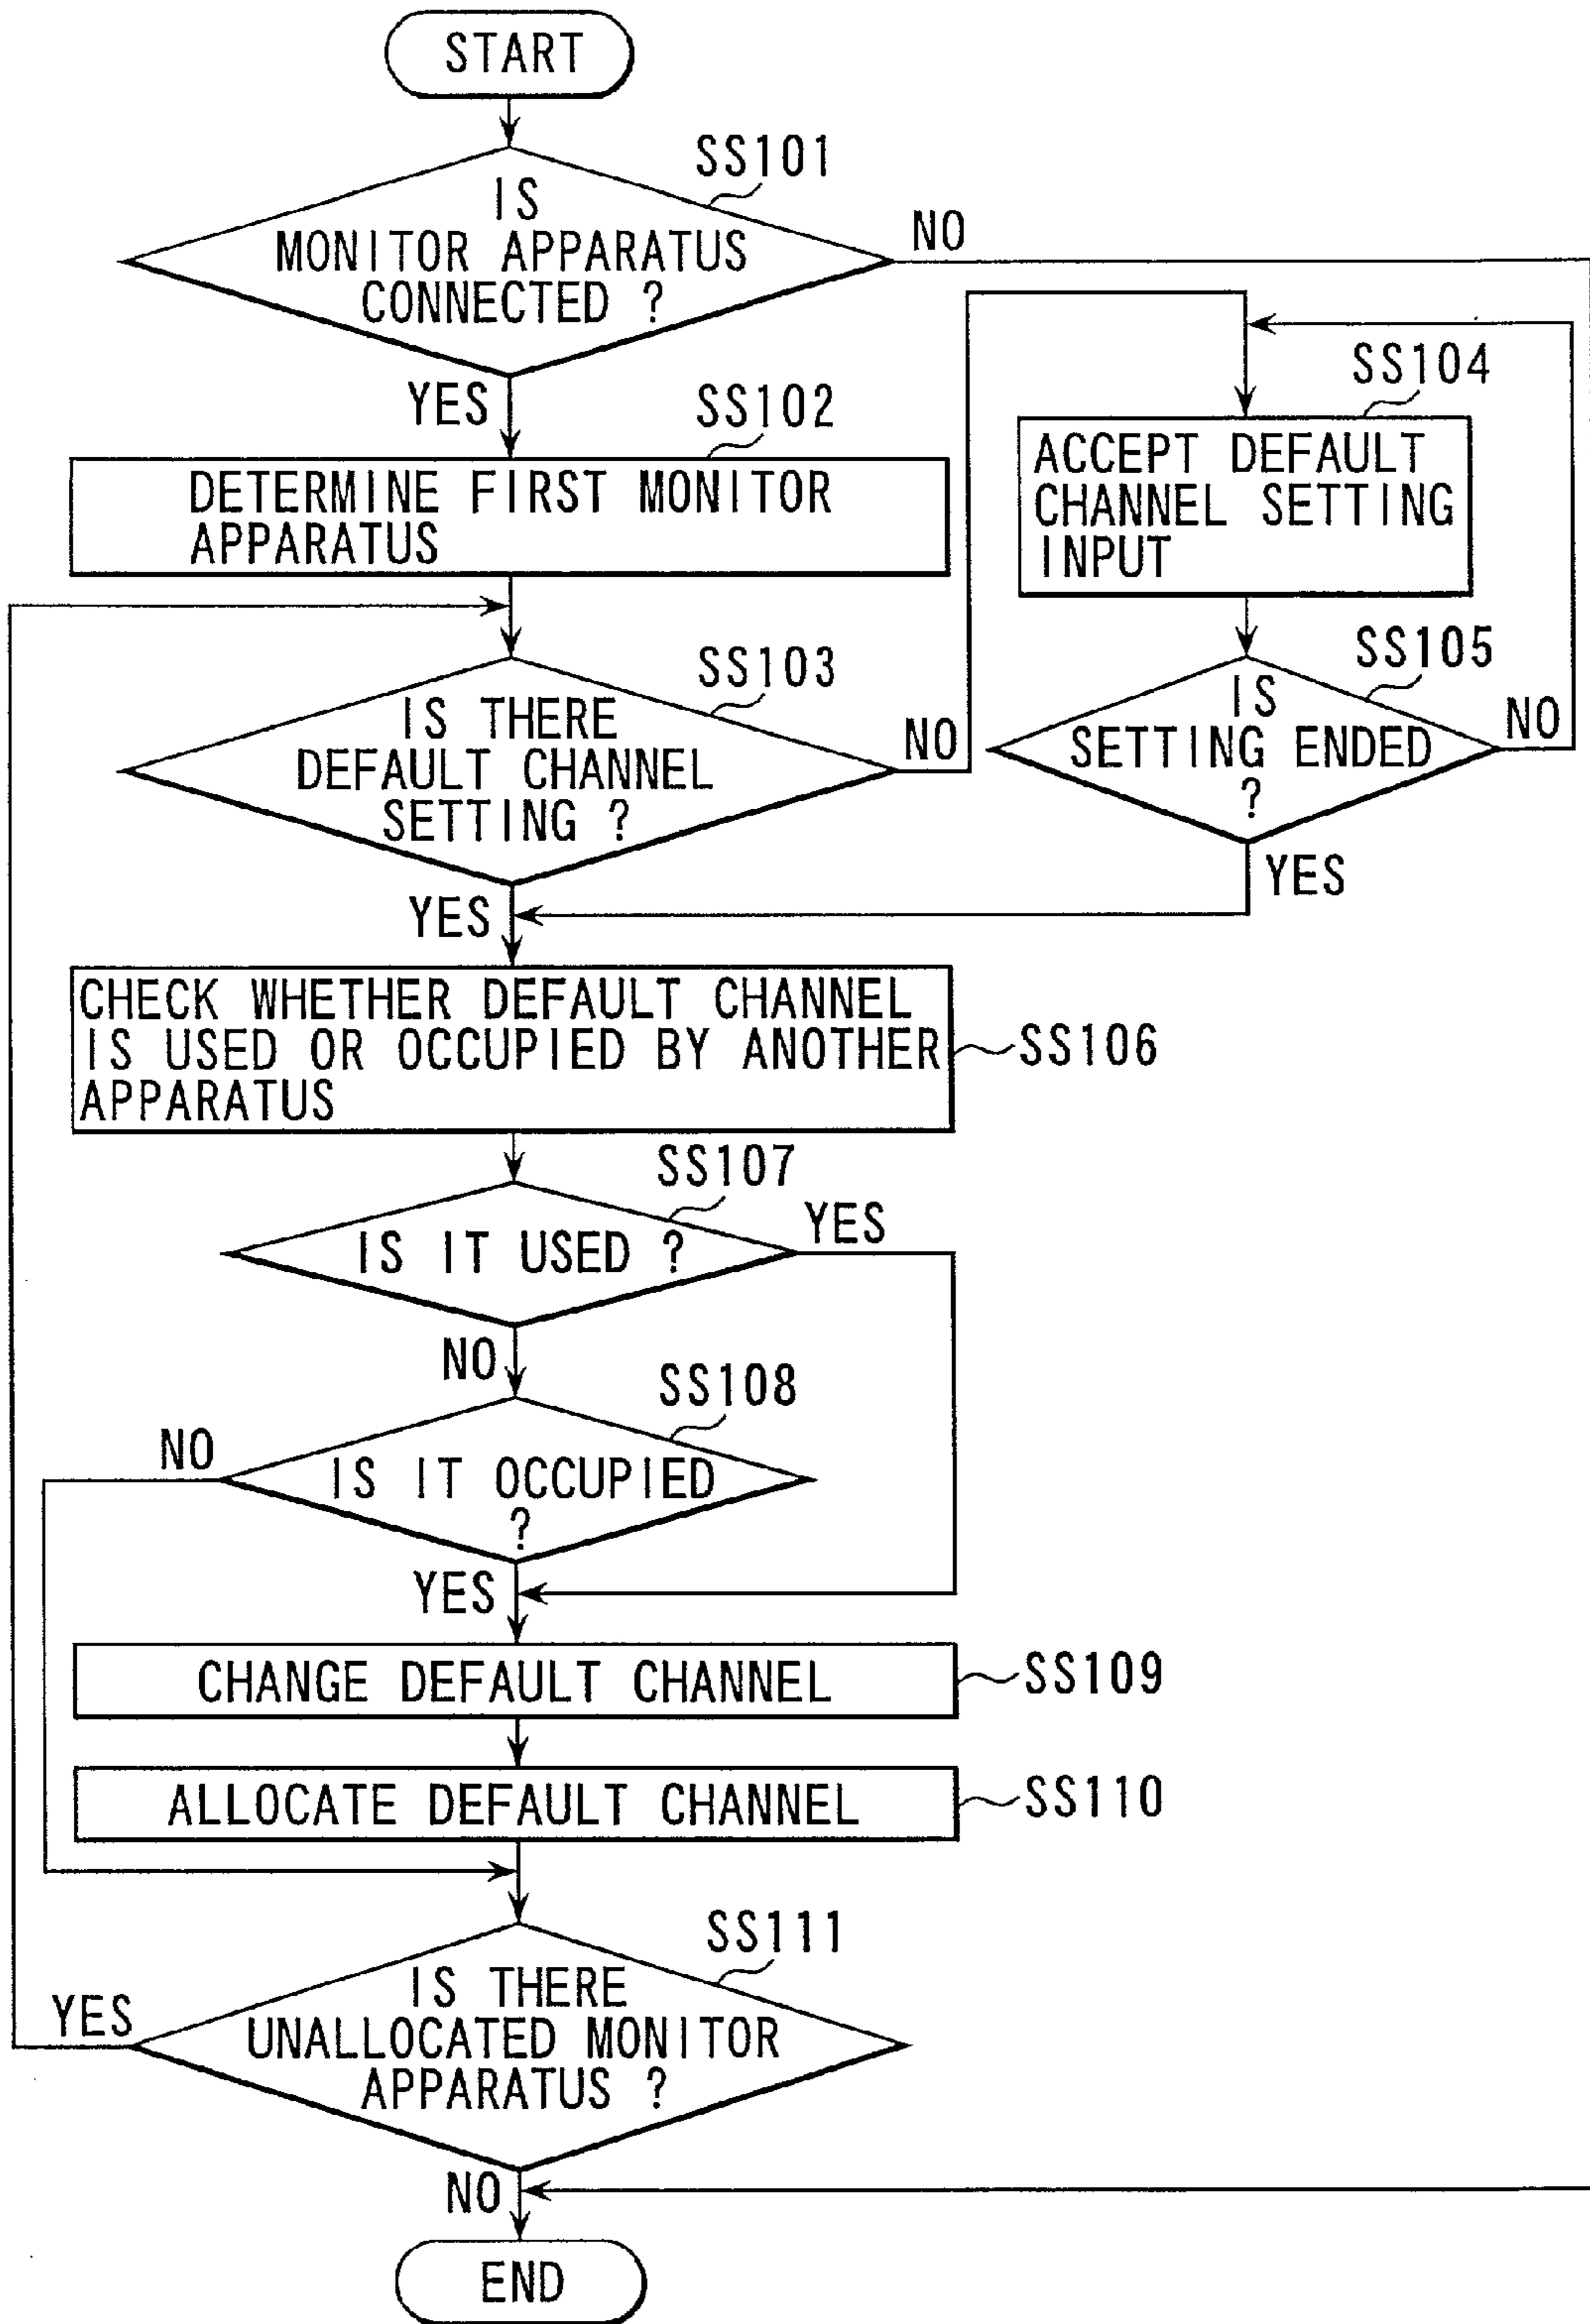 START
SS101
IS
MONITOR APPARATUS
CONNECTED ?
NO
YES
SS102
DETERMINE FIRST MONITOR
APPARATUS
SS103
IS THERE
DEFAULT CHANNEL
SETTING ?
NO
YES
SS104
ACCEPT DEFAULT
CHANNEL SETTING
INPUT
SS105
IS
SETTING ENDED
?
NO
YES
CHECK WHETHER DEFAULT CHANNEL
IS USED OR OCCUPIED BY ANOTHER
APPARATUS
SS106
SS107
IS IT USED ?
YES
NO
SS108
IS IT OCCUPIED
?
NO
YES
CHANGE DEFAULT CHANNEL
SS109
ALLOCATE DEFAULT CHANNEL
SS110
SS111
IS THERE
UNALLOCATED MONITOR
APPARATUS ?
YES
NO
END